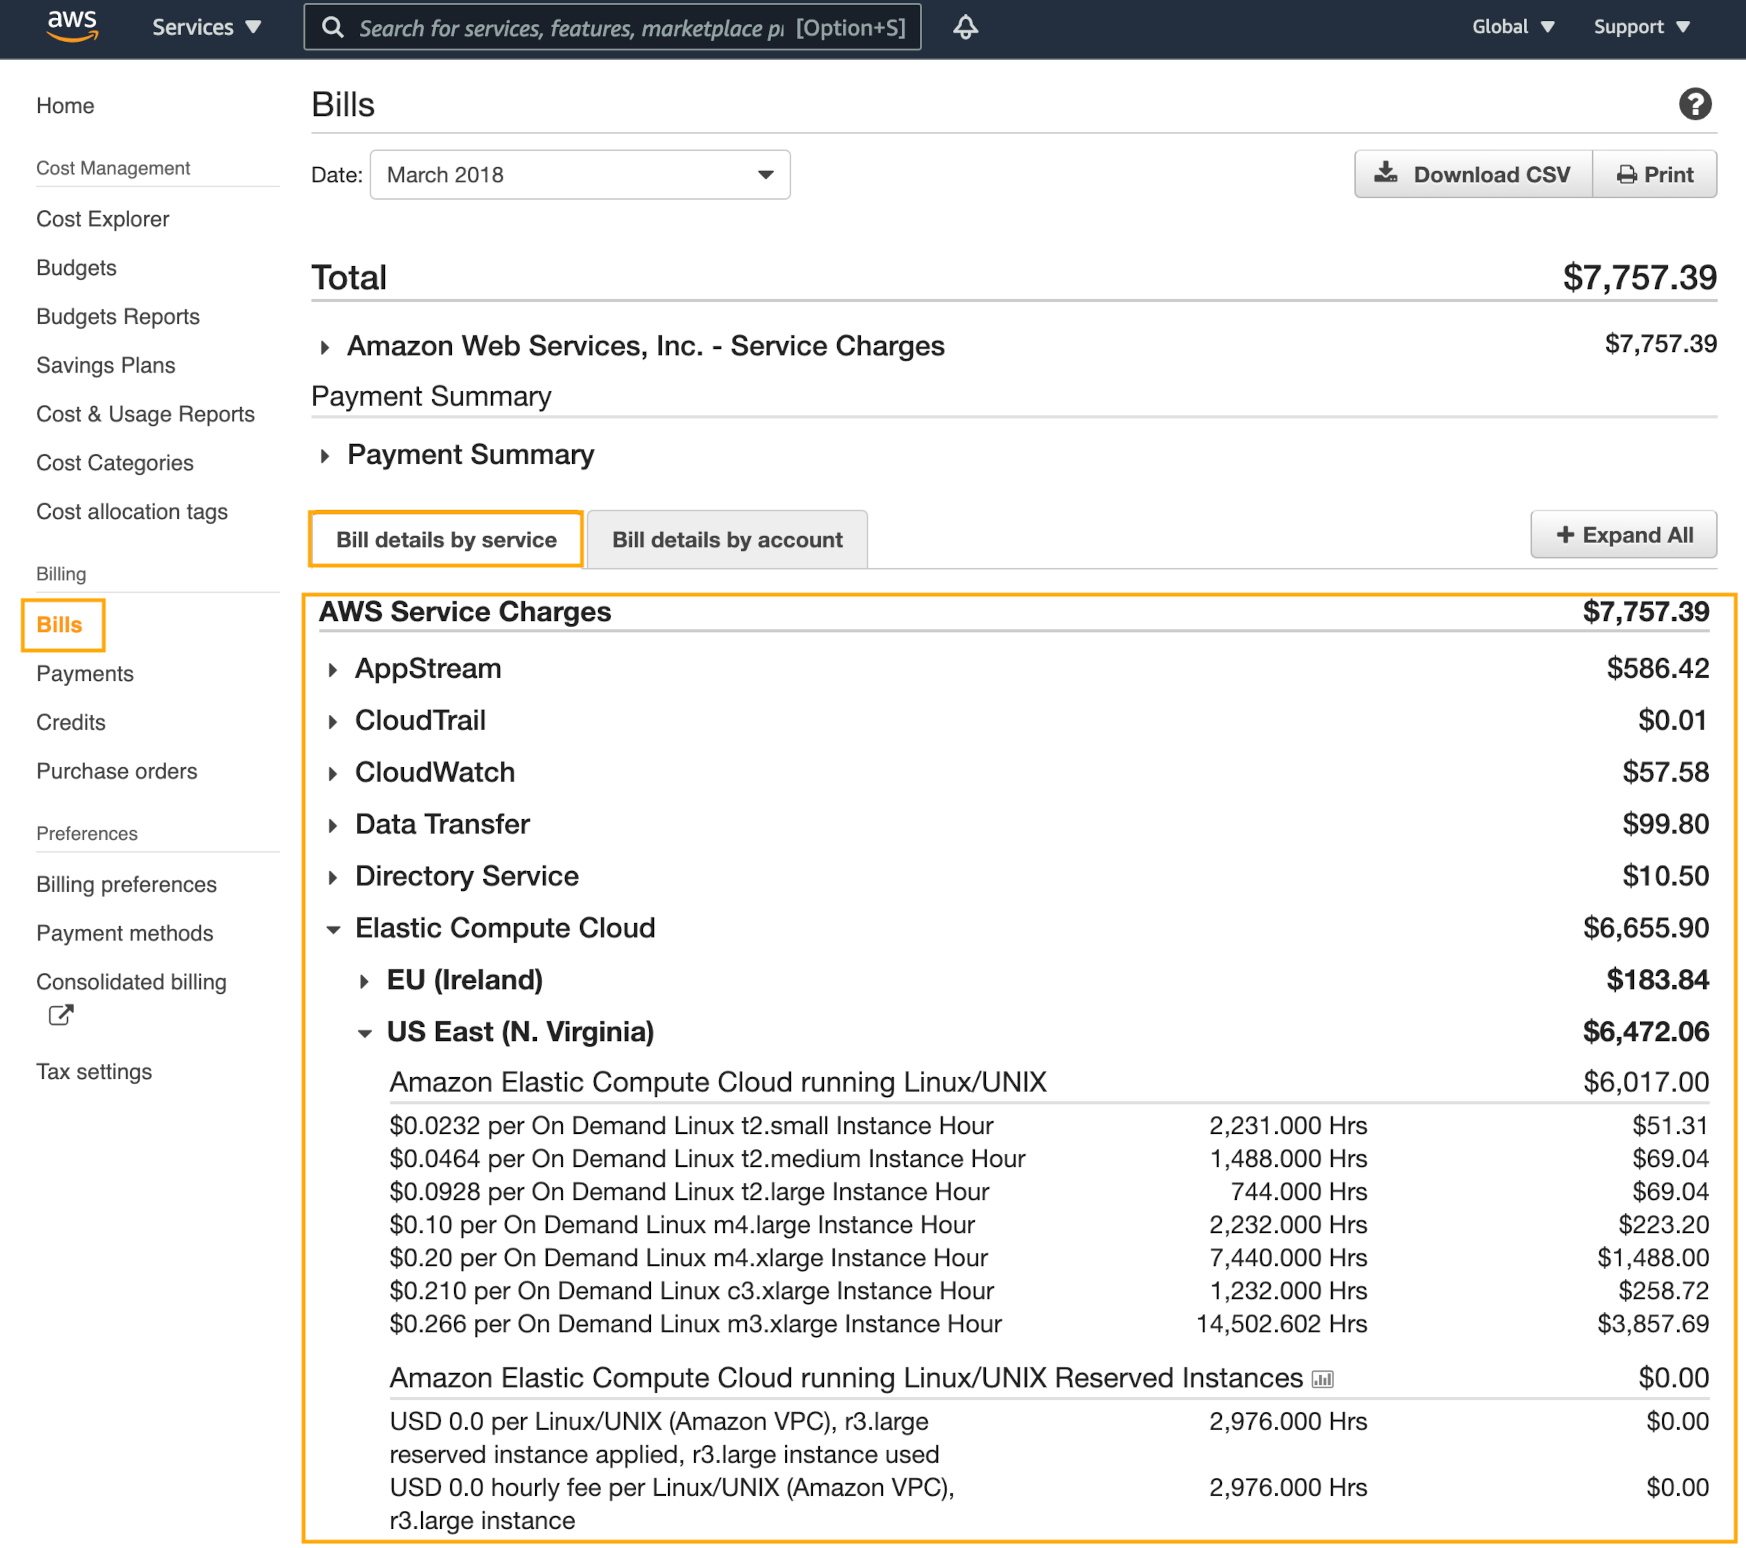 aws
Services
Search for services, features, marketplace pr [Option+S]
Global
Support
Home
Cost Management
Cost Explorer
Budgets
Budgets Reports
Savings Plans
Cost & Usage Reports
Cost Categories
Cost allocation tags
Billing
Bills
Payments
Credits
Purchase orders
Preferences
Billing preferences
Payment methods
Consolidated billing
Tax settings
Bills
?
Date: March 2018
Download CSV Print
Total $7,757.39
Amazon Web Services, Inc. - Service Charges $7,757.39
Payment Summary
Payment Summary
Bill details by service Bill details by account + Expand All
AWS Service Charges $7,757.39
AppStream $586.42
CloudTrail $0.01
CloudWatch $57.58
Data Transfer $99.80
Directory Service $10.50
Elastic Compute Cloud $6,655.90
EU (Ireland) $183.84
US East (N. Virginia) $6,472.06
Amazon Elastic Compute Cloud running Linux/UNIX $6,017.00
$0.0232 per On Demand Linux t2.small Instance Hour 2,231.000 Hrs $51.31
$0.0464 per On Demand Linux t2.medium Instance Hour 1,488.000 Hrs $69.04
$0.0928 per On Demand Linux t2.large Instance Hour 744.000 Hrs $69.04
$0.10 per On Demand Linux m4.large Instance Hour 2,232.000 Hrs $223.20
$0.20 per On Demand Linux m4.xlarge Instance Hour 7,440.000 Hrs $1,488.00
$0.210 per On Demand Linux c3.xlarge Instance Hour 1,232.000 Hrs $258.72
$0.266 per On Demand Linux m3.xlarge Instance Hour 14,502.602 Hrs $3,857.69
Amazon Elastic Compute Cloud running Linux/UNIX Reserved Instances $0.00
USD 0.0 per Linux/UNIX (Amazon VPC), r3.large 2,976.000 Hrs $0.00
reserved instance applied, r3.large instance used
USD 0.0 hourly fee per Linux/UNIX (Amazon VPC), 2,976.000 Hrs $0.00
r3.large instance